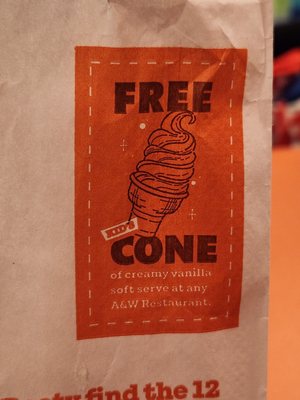 FREE
CONE
of creamy vanilla
soft serve at any
A&W Restaurant.
find the 12